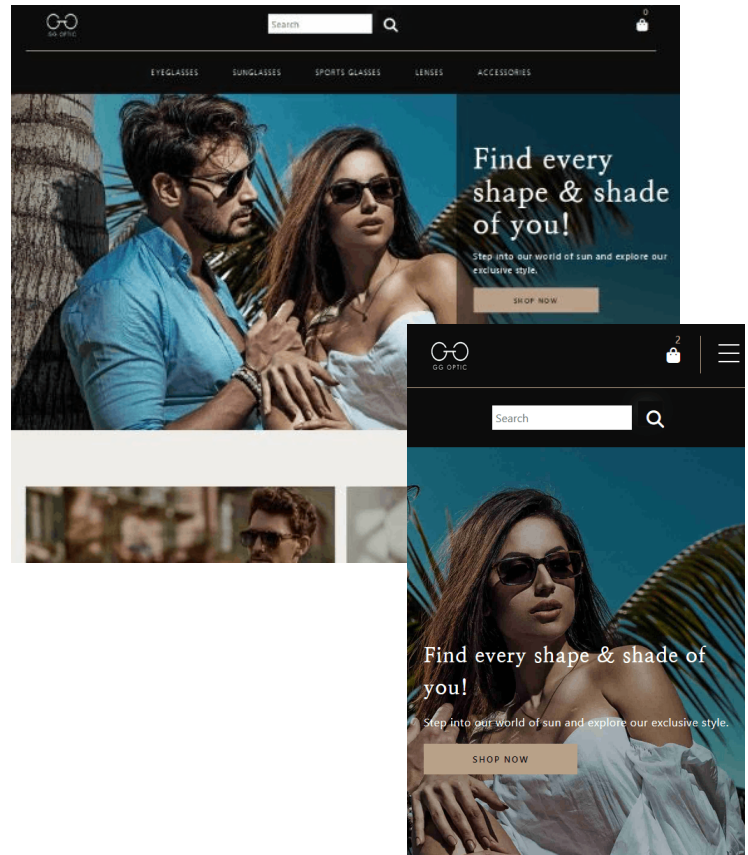 0
GG OPTIC
Search
EYEGLASSES SUNGLASSES SPORTS GLASSES LENSES ACCESSORIES
Find every
shape & shade
of you!
Step into our world of sun and explore our
exclusive style.
SHOP NOW
2
GG OPTIC
Search
Find every shape & shade of
you!
Step into our world of sun and explore our exclusive style.
SHOP NOW